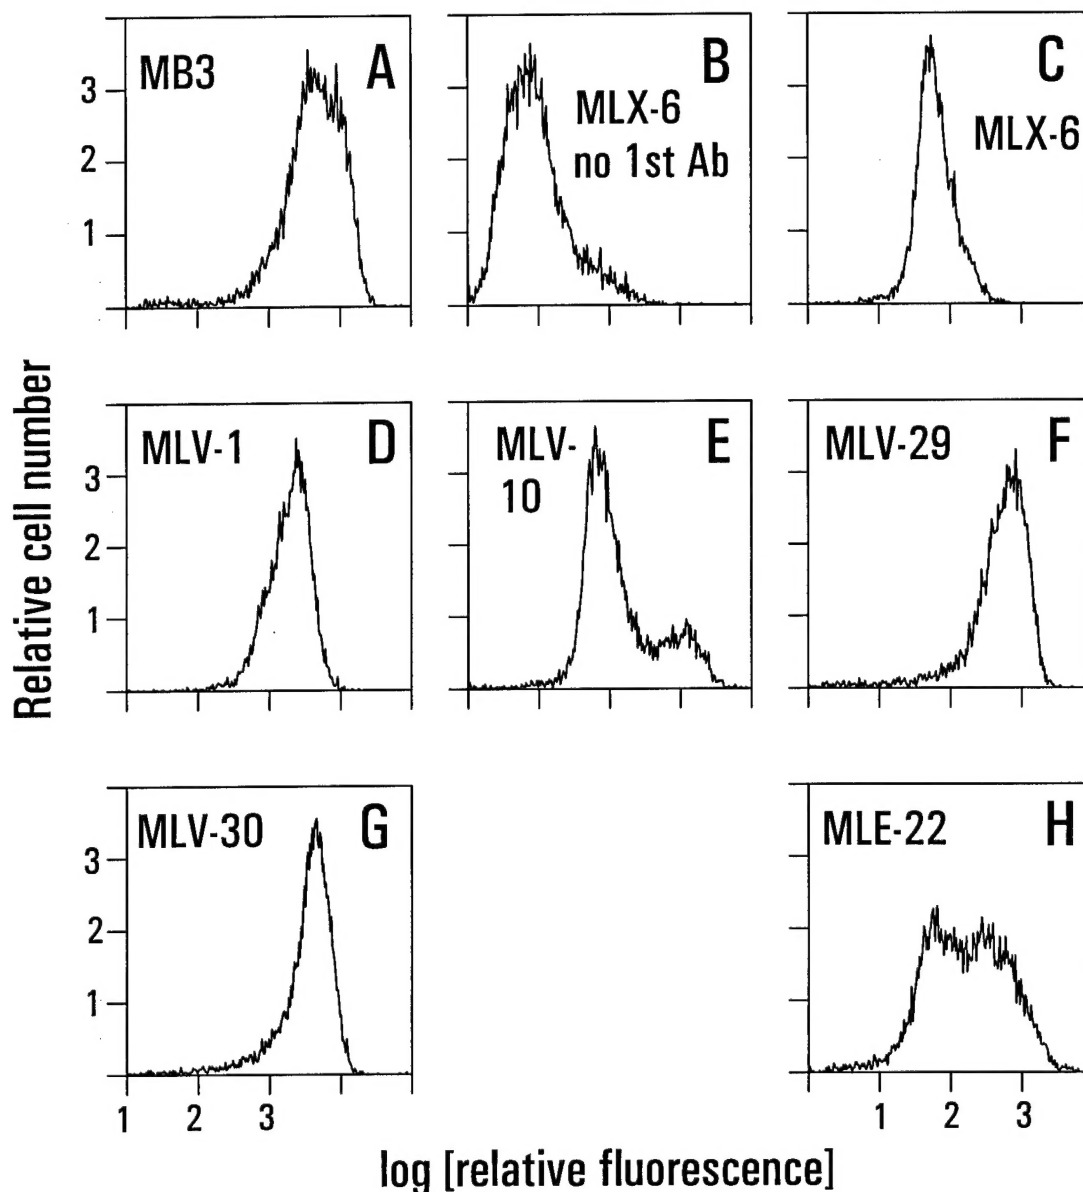 MB3 A
B
MLX-6
no 1st Ab
C
MLX-6
3
2
1
MLV-1 D
MLV-
10
E
MLV-29 F
3
2
1
MLV-30 G
MLE-22 H
3
2
1
1 2 3
1 2 3
Relative cell number
log [relative fluorescence]